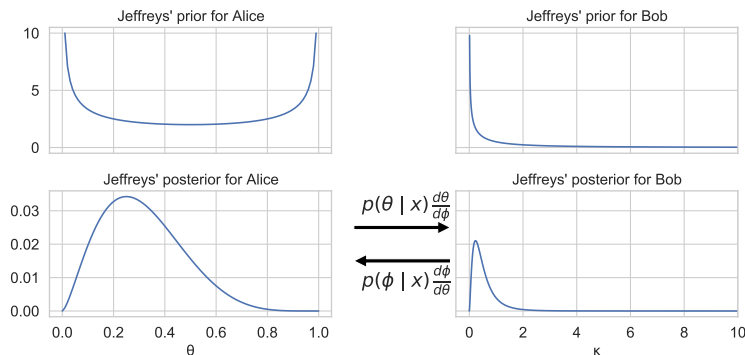 Jeffreys' prior for Alice
Jeffreys' prior for Bob
10
5
0
Jeffreys' posterior for Alice
Jeffreys' posterior for Bob
0.03
0.02
0.01
0.00
p(θ | x) dθ/dϕ
p(ϕ | x) dϕ/dθ
0.0 0.2 0.4 0.6 0.8 1.0
θ
0 2 4 6 8 10
κ